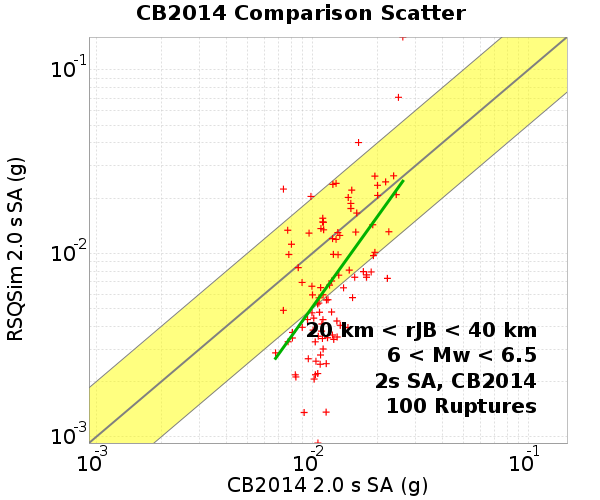 CB2014 Comparison Scatter
RSQSim 2.0 s SA (g)
10⁻¹
10⁻²
10⁻³
20 km < rJB < 40 km
6 < Mw < 6.5
2s SA, CB2014
100 Ruptures
10⁻³ 10⁻² 10⁻¹
CB2014 2.0 s SA (g)